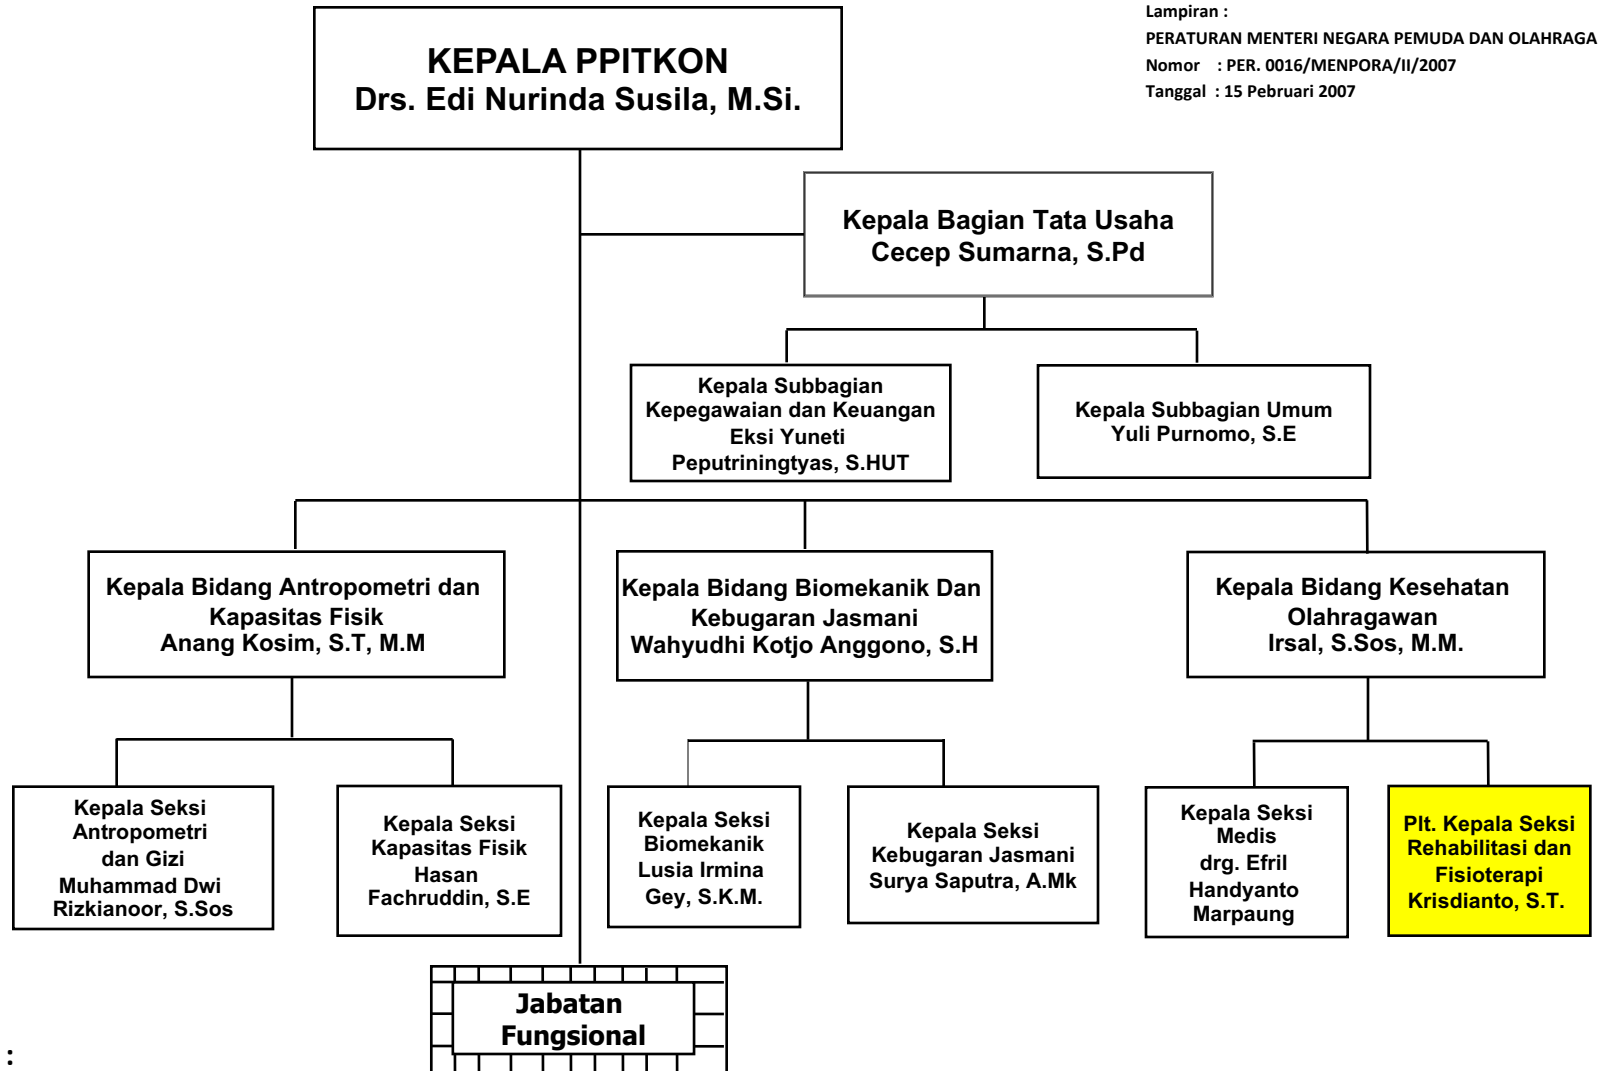 Lampiran :
PERATURAN MENTERI NEGARA PEMUDA DAN OLAHRAGA
Nomor : PER. 0016/MENPORA/II/2007
Tanggal : 15 Pebruari 2007
KEPALA PPITKON
Drs. Edi Nurinda Susila, M.Si.
Kepala Bagian Tata Usaha
Cecep Sumarna, S.Pd
Kepala Subbagian
Kepegawaian dan Keuangan
Eksi Yuneti
Peputriningtyas, S.HUT
Kepala Subbagian Umum
Yuli Purnomo, S.E
Kepala Bidang Antropometri dan
Kapasitas Fisik
Anang Kosim, S.T, M.M
Kepala Bidang Biomekanik Dan
Kebugaran Jasmani
Wahyudhi Kotjo Anggono, S.H
Kepala Bidang Kesehatan
Olahragawan
Irsal, S.Sos, M.M.
Kepala Seksi
Antropometri
dan Gizi
Muhammad Dwi
Rizkianoor, S.Sos
Kepala Seksi
Kapasitas Fisik
Hasan
Fachruddin, S.E
Kepala Seksi
Biomekanik
Lusia Irmina
Gey, S.K.M.
Kepala Seksi
Kebugaran Jasmani
Surya Saputra, A.Mk
Kepala Seksi
Medis
drg. Efril
Handyanto
Marpaung
Plt. Kepala Seksi
Rehabilitasi dan
Fisioterapi
Krisdianto, S.T.
Jabatan
Fungsional
: